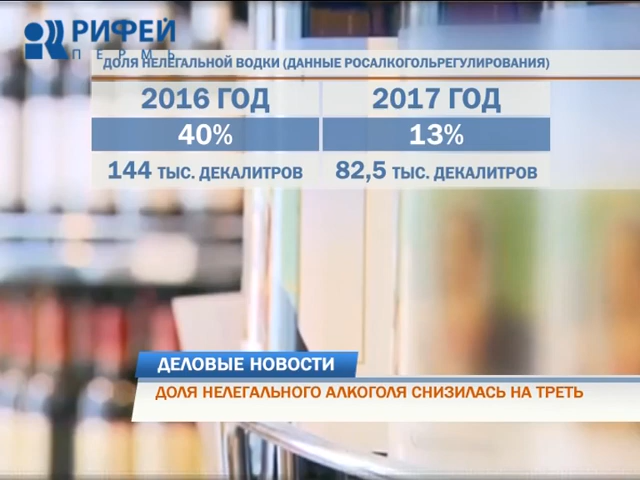 РИФЕЙ
ПЕРМЬ
ДОЛЯ НЕЛЕГАЛЬНОЙ ВОДКИ (ДАННЫЕ РОСАЛКОГОЛЬРЕГУЛИРОВАНИЯ)
2016 ГОД 2017 ГОД
40% 13%
144 ТЫС. ДЕКАЛИТРОВ 82,5 ТЫС. ДЕКАЛИТРОВ
ДЕЛОВЫЕ НОВОСТИ
ДОЛЯ НЕЛЕГАЛЬНОГО АЛКОГОЛЯ СНИЗИЛАСЬ НА ТРЕТЬ